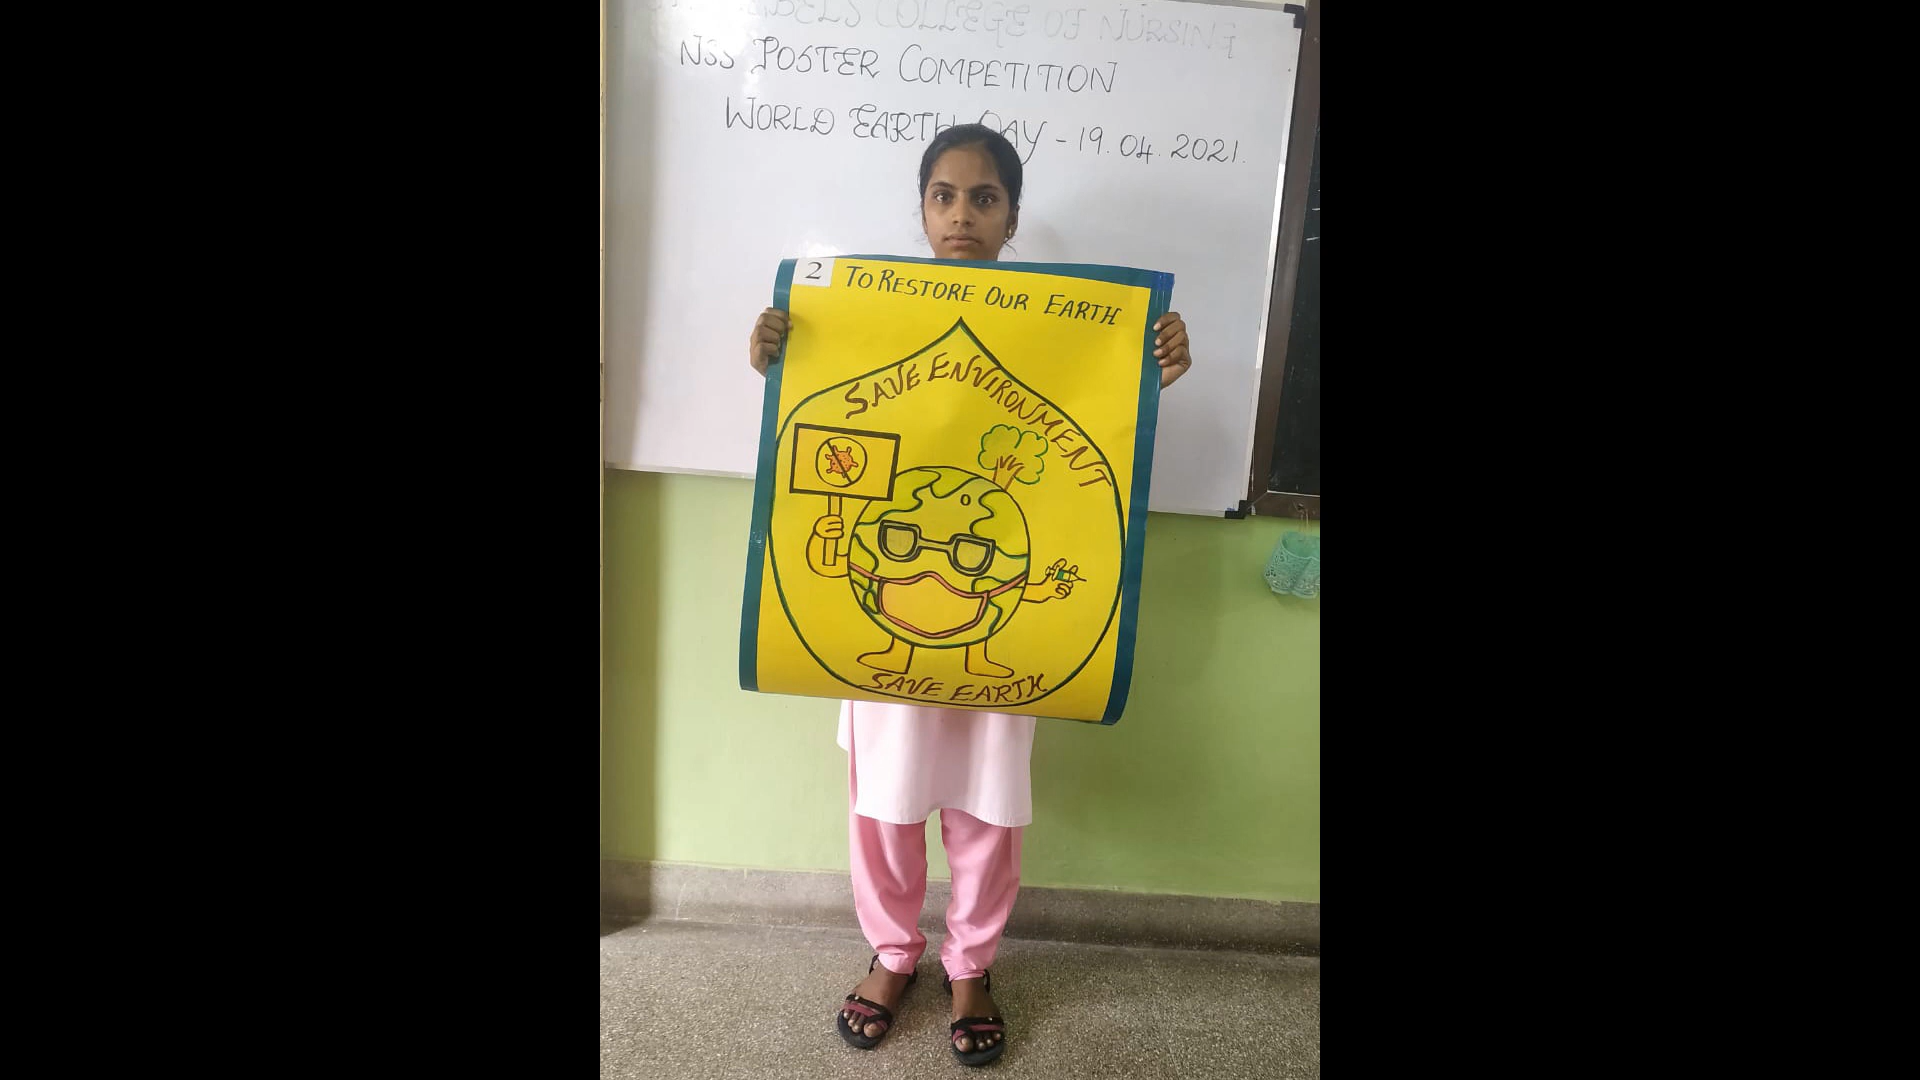 COLLEGE OF NURSING
NSS POSTER COMPETITION
WORLD EARTH DAY - 19.04.2021.
2
TO RESTORE OUR EARTH
SAVE ENVIRONMENT
SAVE EARTH